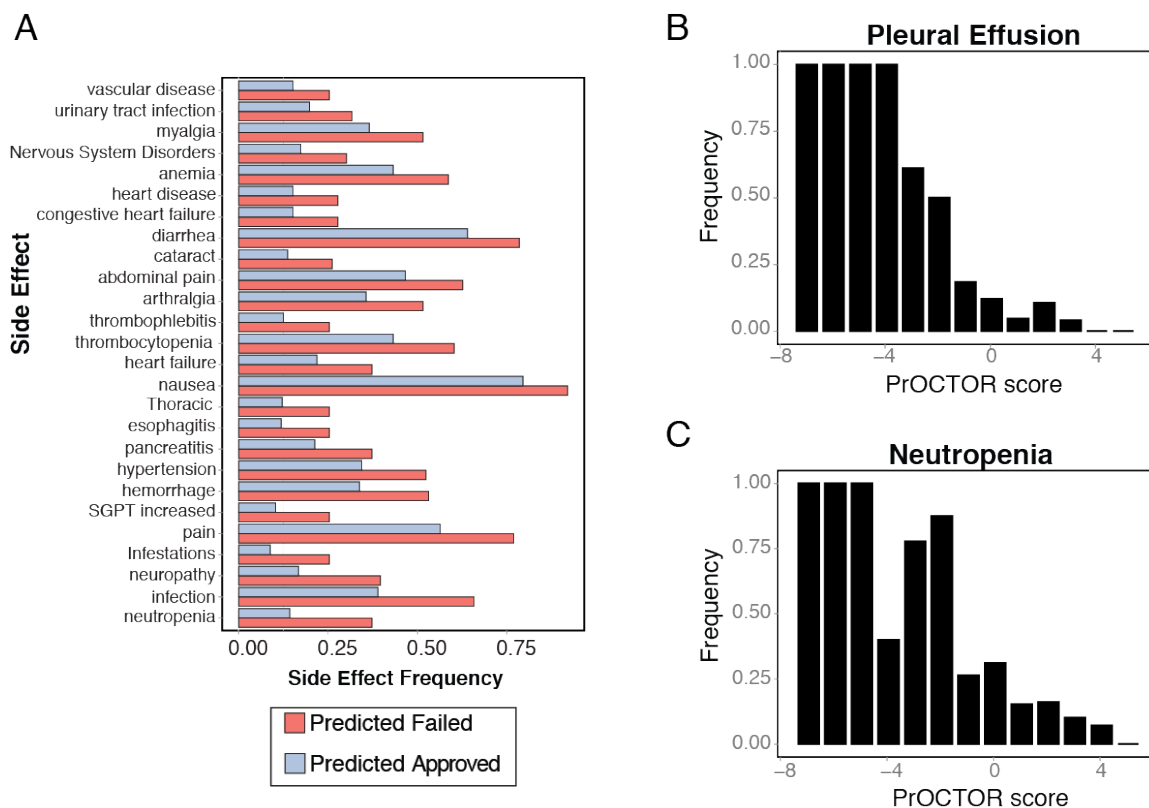 A
Side Effect
vascular disease
urinary tract infection
myalgia
Nervous System Disorders
anemia
heart disease
congestive heart failure
diarrhea
cataract
abdominal pain
arthralgia
thrombophlebitis
thrombocytopenia
heart failure
nausea
Thoracic
esophagitis
pancreatitis
hypertension
hemorrhage
SGPT increased
pain
Infestations
neuropathy
infection
neutropenia
0.00 0.25 0.50 0.75
Side Effect Frequency
Predicted Failed
Predicted Approved
B
Pleural Effusion
Frequency
1.00
0.75
0.50
0.25
0.00
−8 −4 0 4
PrOCTOR score
C
Neutropenia
Frequency
1.00
0.75
0.50
0.25
0.00
−8 −4 0 4
PrOCTOR score